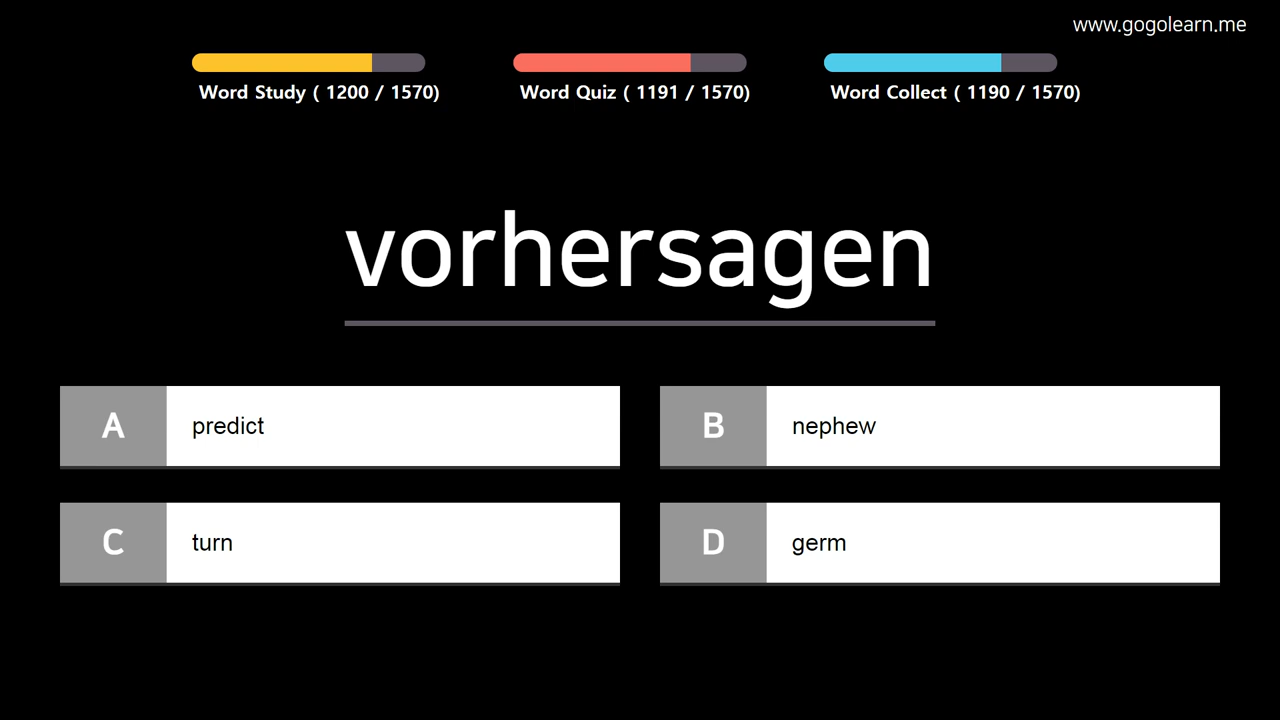 www.gogolearn.me
Word Study ( 1200 / 1570)
Word Quiz ( 1191 / 1570)
Word Collect ( 1190 / 1570)
vorhersagen
A
predict
B
nephew
C
turn
D
germ